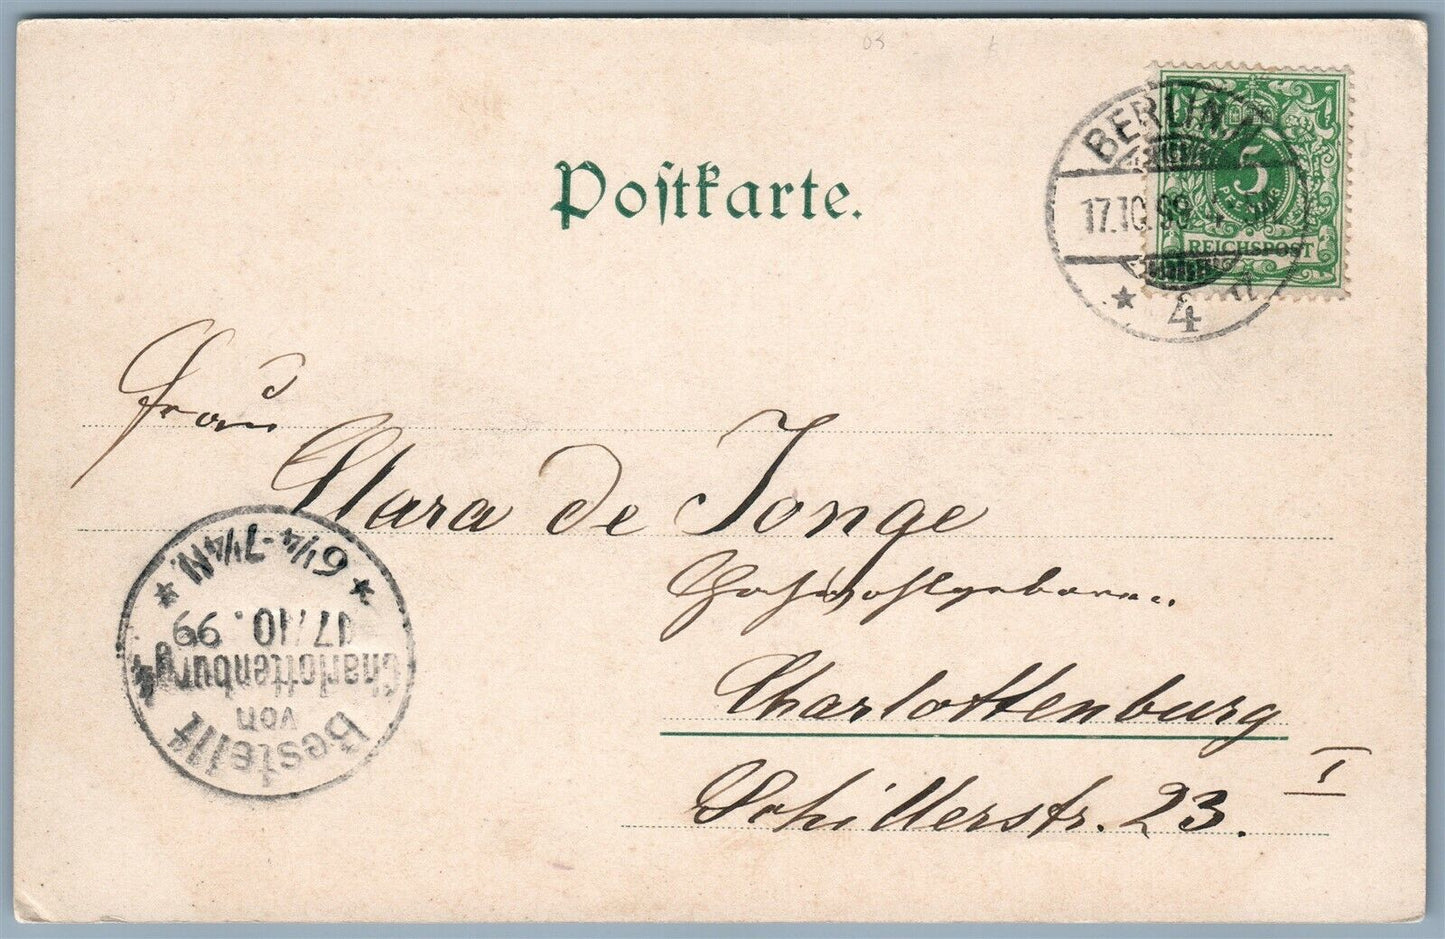 Postkarte.
BERLIN.N.
17.10.99. 4
* 4
5
PFENNIG
REICHSPOST
Frau
Clara de Jonge
Hochwohlgeboren.
Charlottenburg
Schillerstr. 23. I
Bestellt
von
Charlottenburg
17.10.99
* 6¼-7¼N. *